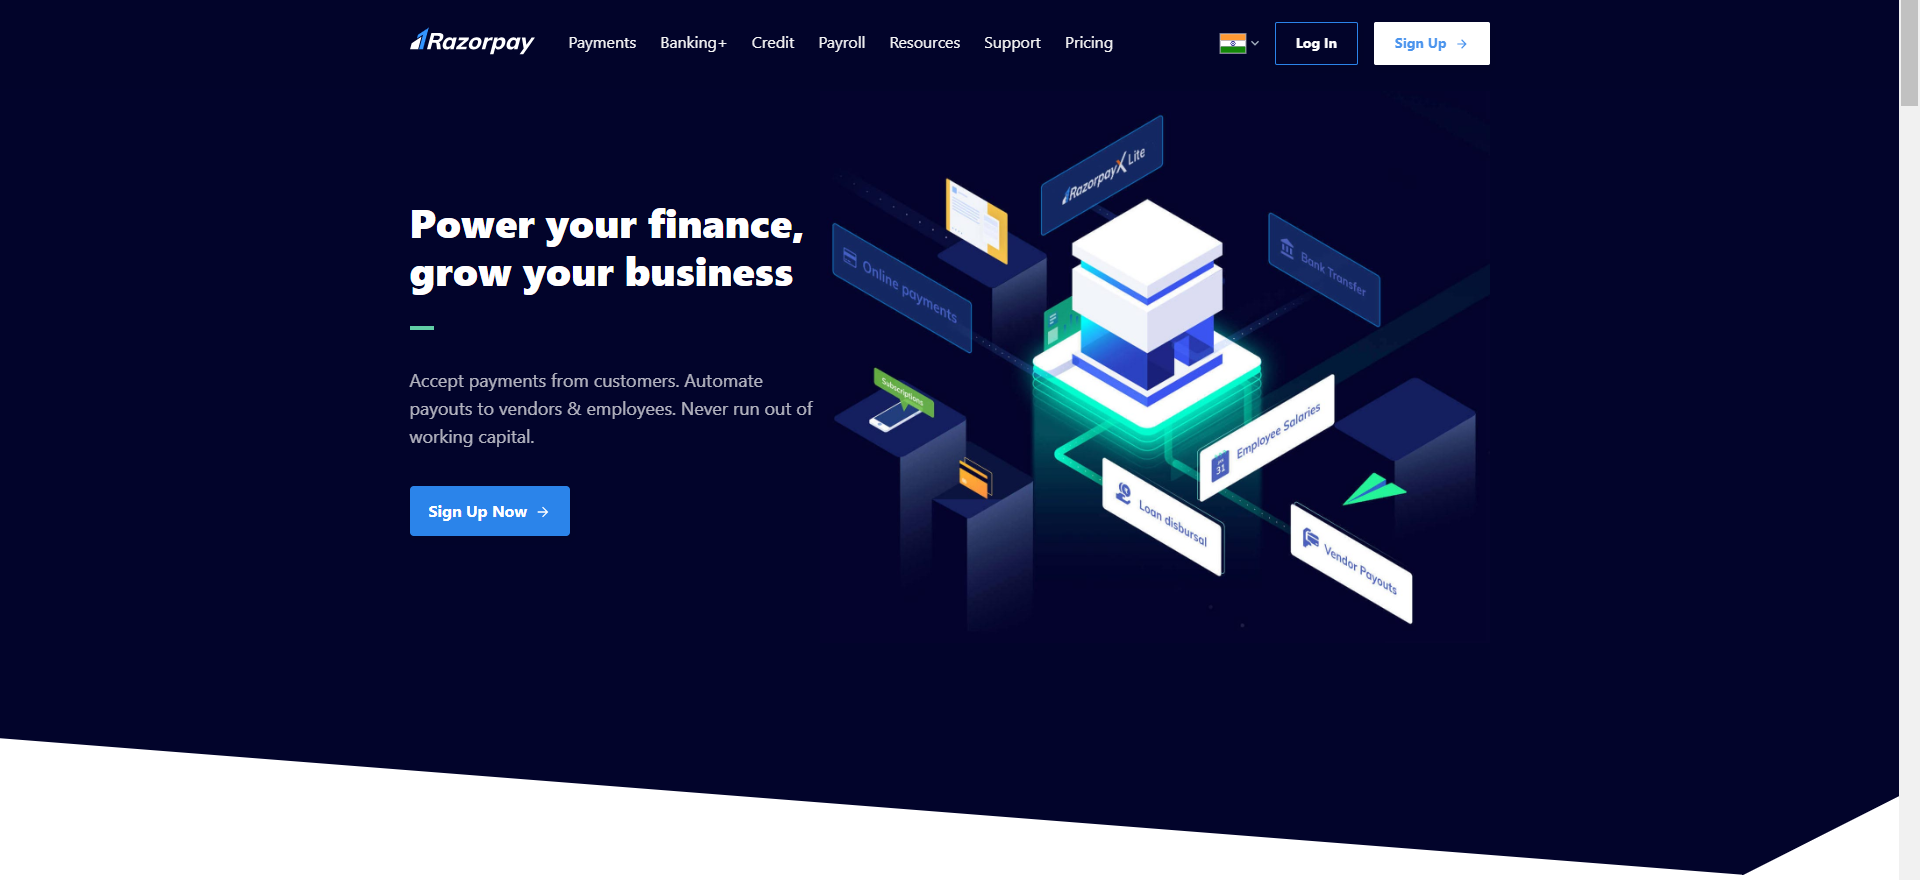 Razorpay
Payments
Banking+
Credit
Payroll
Resources
Support
Pricing
Log In
Sign Up
Power your finance,
grow your business
Accept payments from customers. Automate
payouts to vendors & employees. Never run out of
working capital.
Sign Up Now
RazorpayX Lite
Online payments
Bank Transfer
Subscriptions
Employee Salaries
31
Loan disbursal
Vendor Payouts